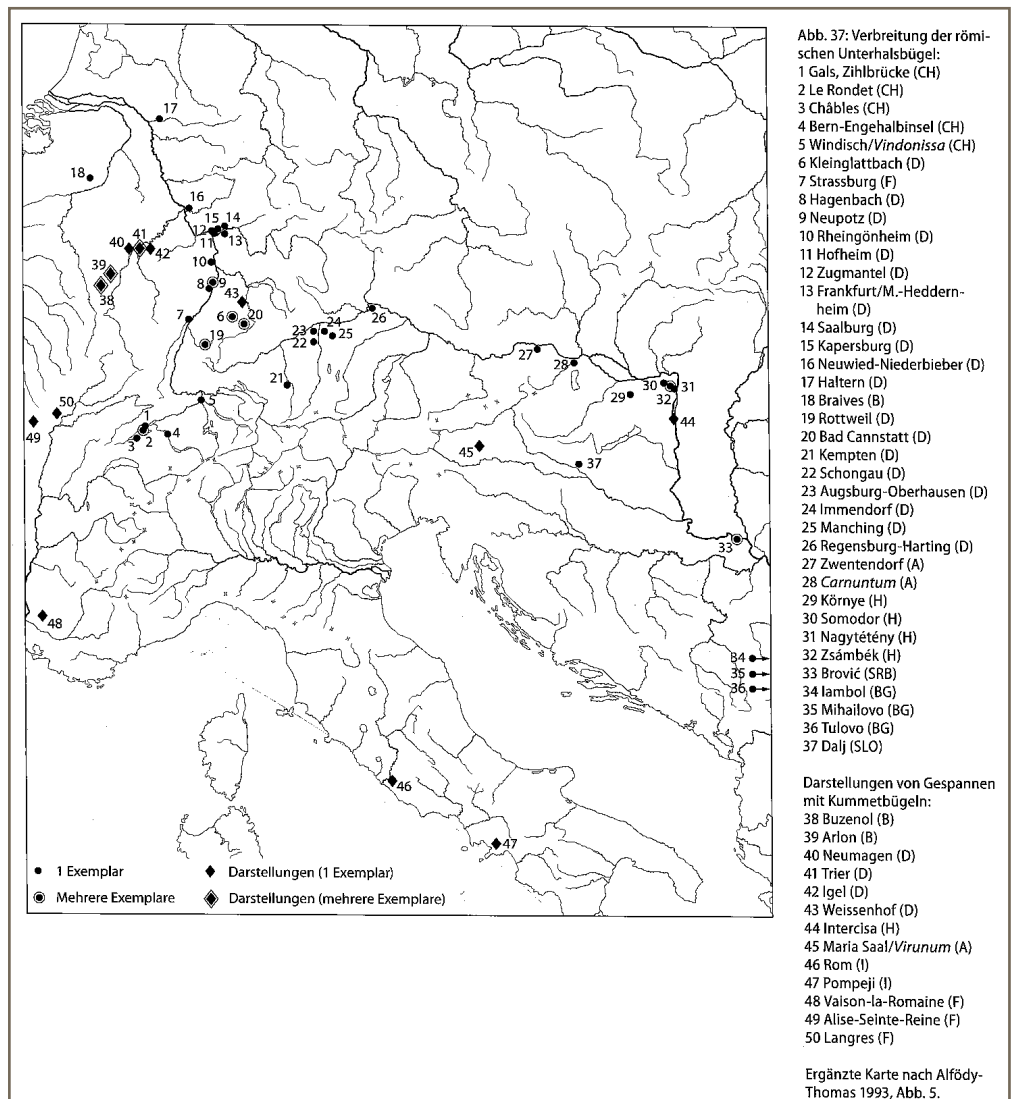 Abb. 37: Verbreitung der römi-
schen Unterhalsbügel:
1 Gals, Zihlbrücke (CH)
2 Le Rondet (CH)
3 Châbles (CH)
4 Bern-Engehalbinsel (CH)
5 Windisch/Vindonissa (CH)
6 Kleinglattbach (D)
7 Strassburg (F)
8 Hagenbach (D)
9 Neupotz (D)
10 Rheingönheim (D)
11 Hofheim (D)
12 Zugmantel (D)
13 Frankfurt/M.-Heddern-
heim (D)
14 Saalburg (D)
15 Kapersburg (D)
16 Neuwied-Niederbieber (D)
17 Haltern (D)
18 Braives (B)
19 Rottweil (D)
20 Bad Cannstatt (D)
21 Kempten (D)
22 Schongau (D)
23 Augsburg-Oberhausen (D)
24 Immendorf (D)
25 Manching (D)
26 Regensburg-Harting (D)
27 Zwentendorf (A)
28 Carnuntum (A)
29 Környe (H)
30 Somodor (H)
31 Nagytétény (H)
32 Zsámbék (H)
33 Brović (SRB)
34 Iambol (BG)
35 Mihailovo (BG)
36 Tulovo (BG)
37 Dalj (SLO)
Darstellungen von Gespannen
mit Kummetbügeln:
38 Buzenol (B)
39 Arlon (B)
40 Neumagen (D)
41 Trier (D)
42 Igel (D)
43 Weissenhof (D)
44 Intercisa (H)
45 Maria Saal/Virunum (A)
46 Rom (I)
47 Pompeji (I)
48 Vaison-la-Romaine (F)
49 Alise-Seinte-Reine (F)
50 Langres (F)
Ergänzte Karte nach Alfödy-
Thomas 1993, Abb. 5.
17
18
16
15
14
12
13
11
41
40
42
10
39
9
8
38
43
26
6
20
7
24
23
25
19
22
27
28
21
30
31
5
29
32
50
49
1
44
4
2
3
45
37
33
48
34
35
36
46
47
1 Exemplar
Darstellungen (1 Exemplar)
Mehrere Exemplare
Darstellungen (mehrere Exemplare)